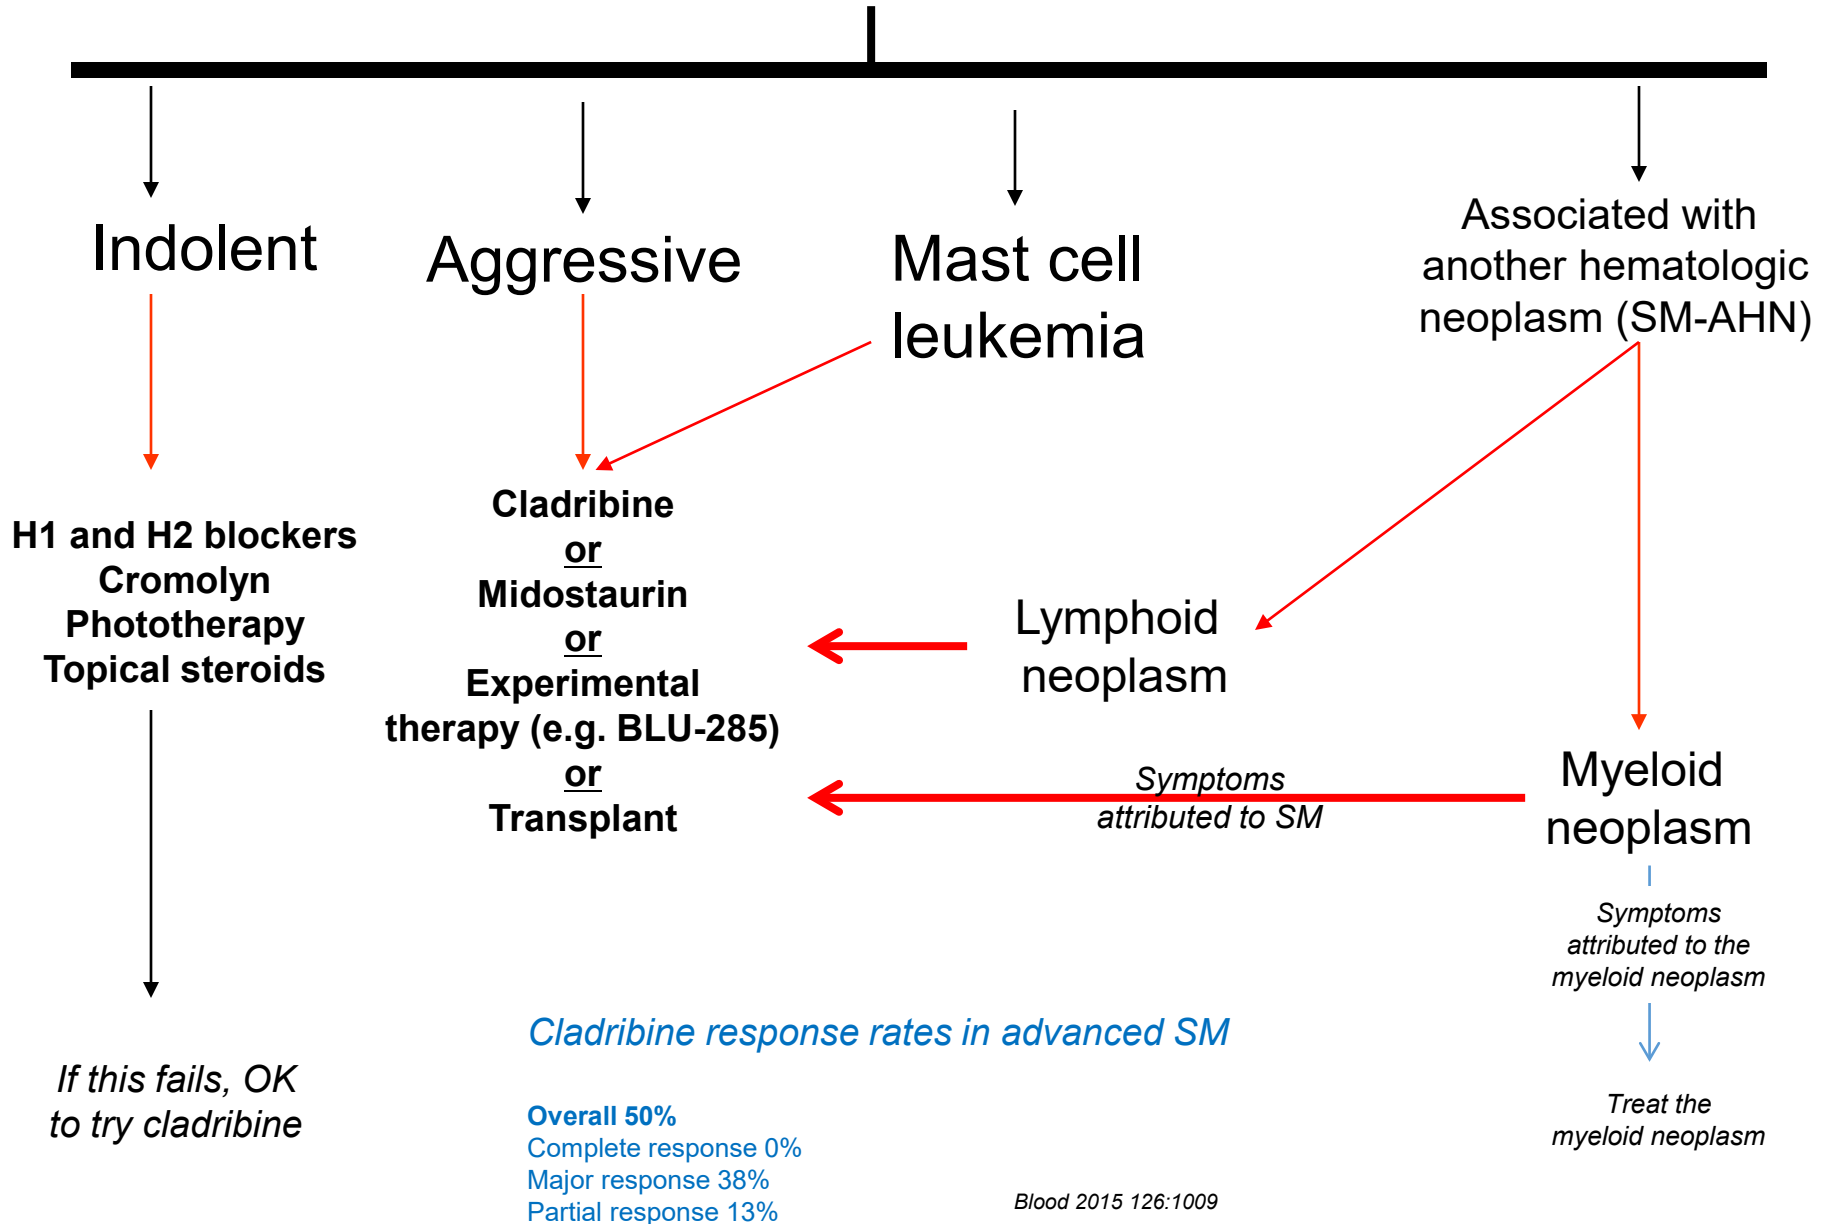 Indolent
Aggressive
Mast cell
leukemia
Associated with
another hematologic
neoplasm (SM-AHN)
H1 and H2 blockers
Cromolyn
Phototherapy
Topical steroids
Cladribine
or
Midostaurin
or
Experimental
therapy (e.g. BLU-285)
or
Transplant
Lymphoid
neoplasm
Symptoms
attributed to SM
Myeloid
neoplasm
Symptoms
attributed to the
myeloid neoplasm
Treat the
myeloid neoplasm
If this fails, OK
to try cladribine
Cladribine response rates in advanced SM
Overall 50%
Complete response 0%
Major response 38%
Partial response 13%
Blood 2015 126:1009